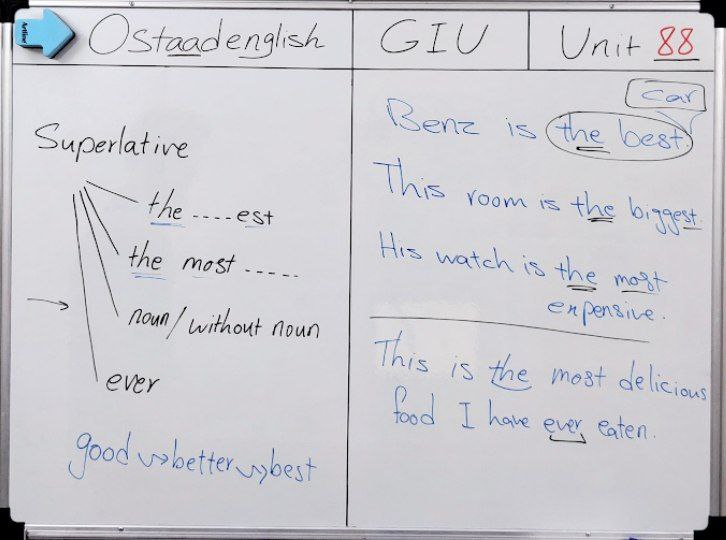 Artline
Ostaadenglish
GIU
Unit 88
Superlative
the ---- est
the most -----
noun/without noun
ever
good → better → best
car
Benz is the best.
This room is the biggest.
His watch is the most
expensive.
This is the most delicious
food I have ever eaten.